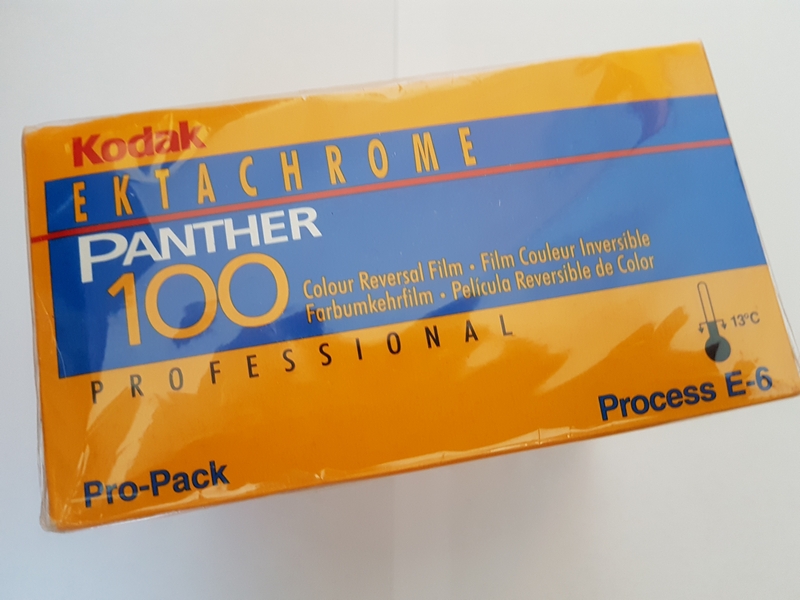 Kodak
EKTACHROME
PANTHER
100
Colour Reversal Film • Film Couleur Inversible
Farbumkehrfilm • Película Reversible de Color
PROFESSIONAL
13°C
Process E-6
Pro-Pack